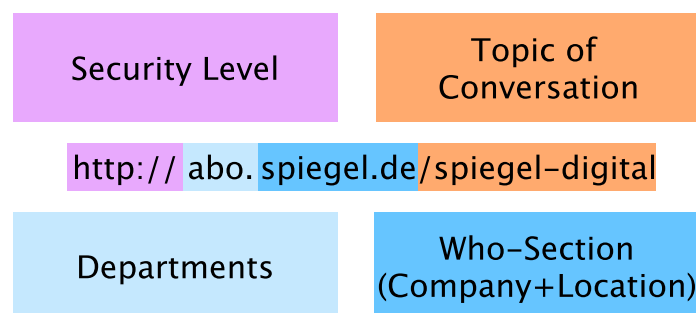 Security Level
Topic of
Conversation
http:// abo.spiegel.de/spiegel-digital
Departments
Who-Section
(Company+Location)